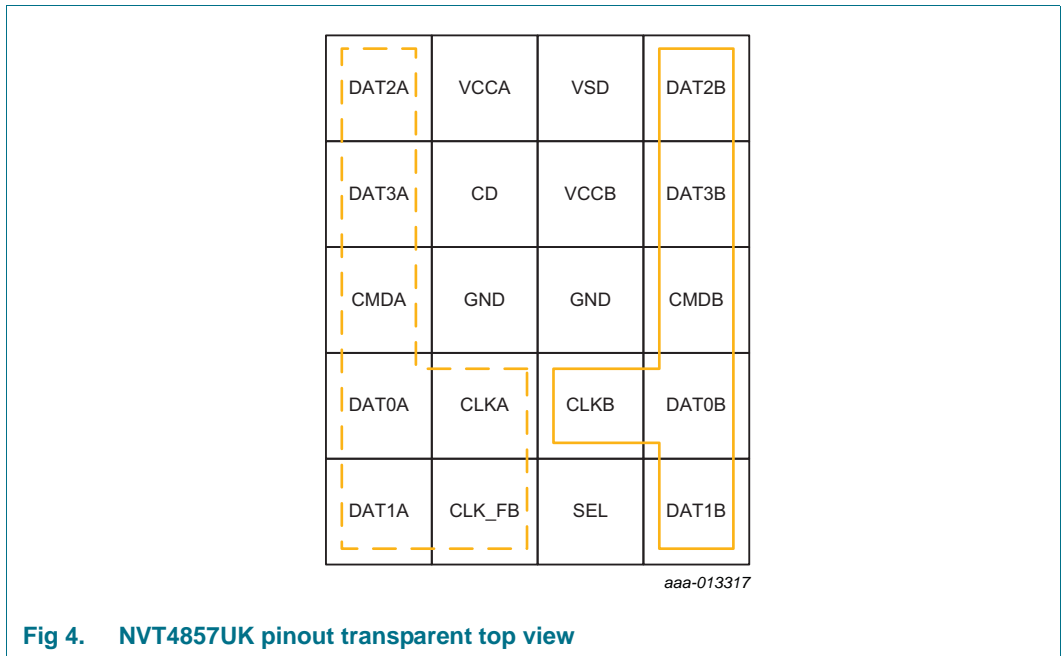 DAT2A VCCA VSD DAT2B
DAT3A CD VCCB DAT3B
CMDA GND GND CMDB
DAT0A CLKA CLKB DAT0B
DAT1A CLK_FB SEL DAT1B
aaa-013317
Fig 4. NVT4857UK pinout transparent top view